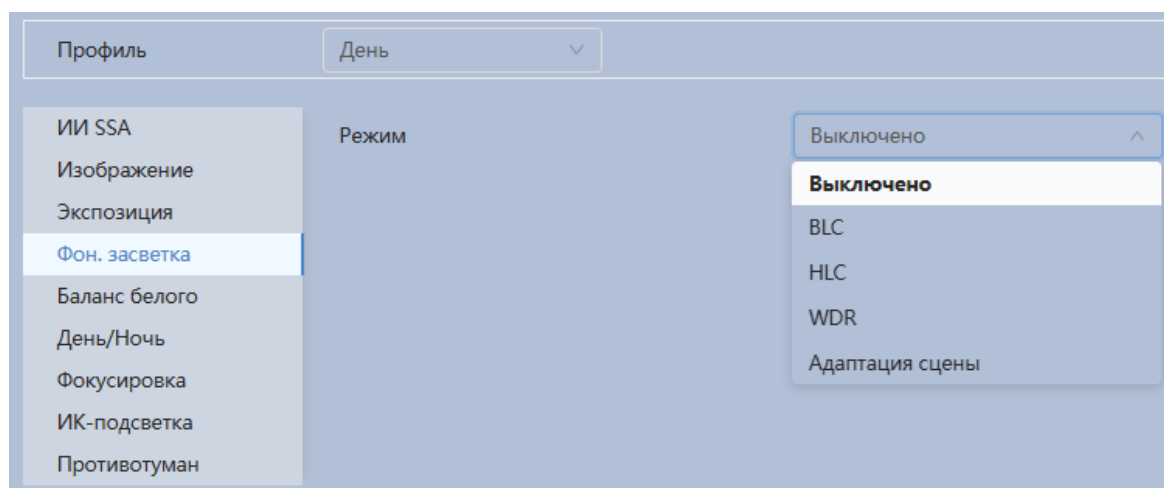 Профиль День
ИИ SSA
Режим Выключено
Изображение
Выключено
Экспозиция
BLC
Фон. засветка
HLC
Баланс белого
WDR
День/Ночь
Адаптация сцены
Фокусировка
ИК-подсветка
Противотуман